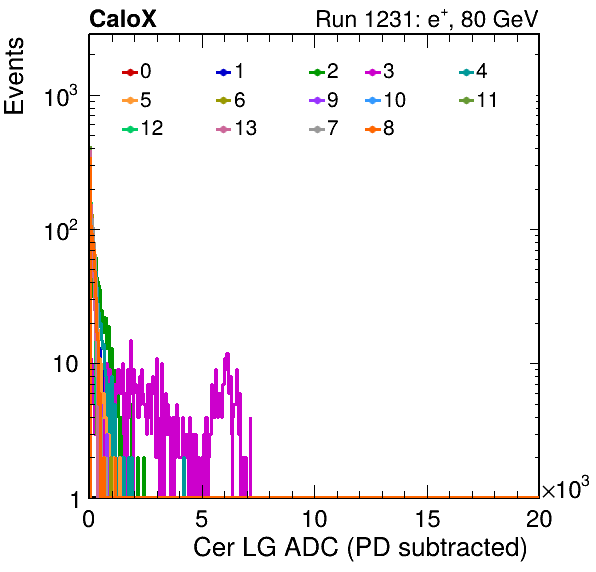 CaloX Run 1231: e⁺, 80 GeV
Events
0 1 2 3 4
5 6 9 10 11
12 13 7 8
10³
10²
10
1
0 5 10 15 20
×10³
Cer LG ADC (PD subtracted)